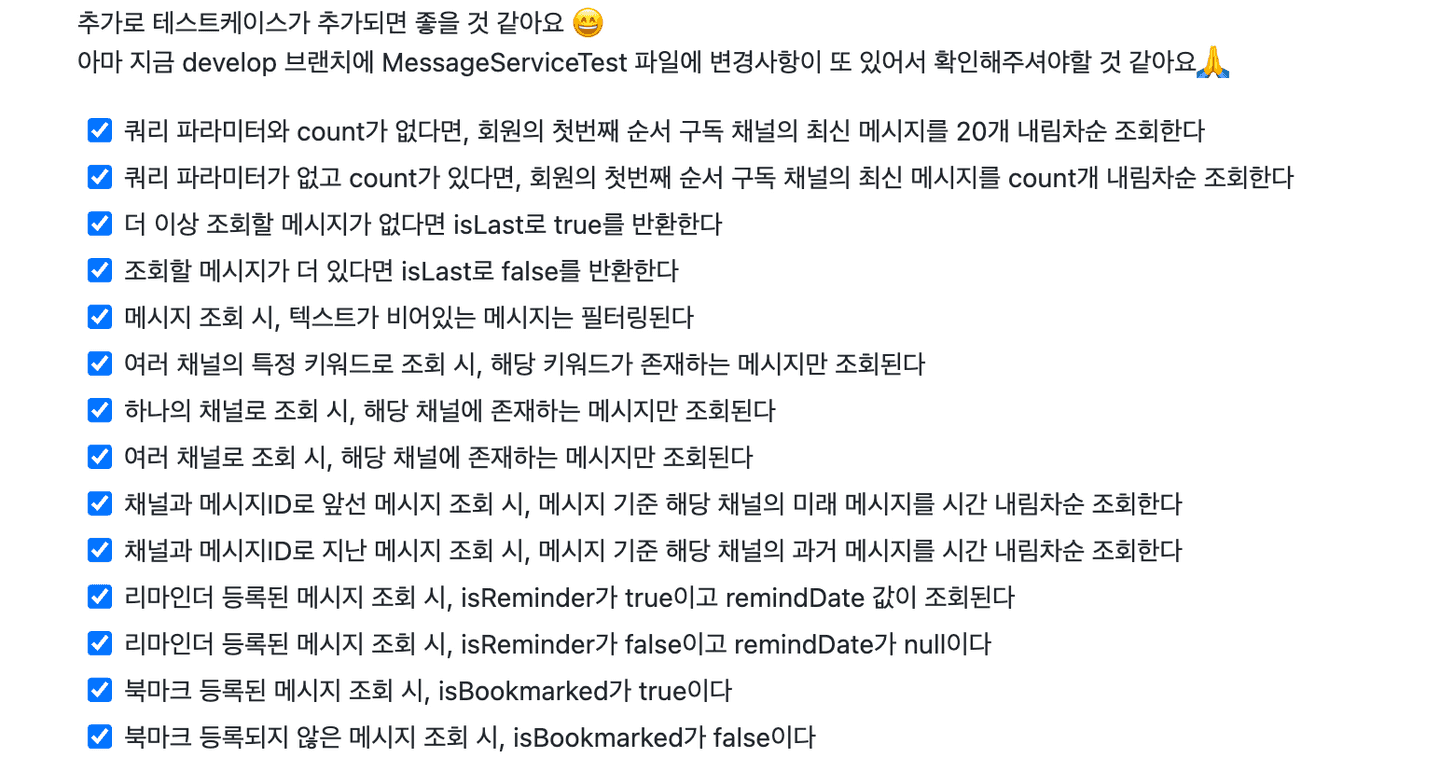 추가로 테스트케이스가 추가되면 좋을 것 같아요 😄
아마 지금 develop 브랜치에 MessageServiceTest 파일에 변경사항이 또 있어서 확인해주셔야할 것 같아요🙏
쿼리 파라미터와 count가 없다면, 회원의 첫번째 순서 구독 채널의 최신 메시지를 20개 내림차순 조회한다
쿼리 파라미터가 없고 count가 있다면, 회원의 첫번째 순서 구독 채널의 최신 메시지를 count개 내림차순 조회한다
더 이상 조회할 메시지가 없다면 isLast로 true를 반환한다
조회할 메시지가 더 있다면 isLast로 false를 반환한다
메시지 조회 시, 텍스트가 비어있는 메시지는 필터링된다
여러 채널의 특정 키워드로 조회 시, 해당 키워드가 존재하는 메시지만 조회된다
하나의 채널로 조회 시, 해당 채널에 존재하는 메시지만 조회된다
여러 채널로 조회 시, 해당 채널에 존재하는 메시지만 조회된다
채널과 메시지ID로 앞선 메시지 조회 시, 메시지 기준 해당 채널의 미래 메시지를 시간 내림차순 조회한다
채널과 메시지ID로 지난 메시지 조회 시, 메시지 기준 해당 채널의 과거 메시지를 시간 내림차순 조회한다
리마인더 등록된 메시지 조회 시, isReminder가 true이고 remindDate 값이 조회된다
리마인더 등록된 메시지 조회 시, isReminder가 false이고 remindDate가 null이다
북마크 등록된 메시지 조회 시, isBookmarked가 true이다
북마크 등록되지 않은 메시지 조회 시, isBookmarked가 false이다